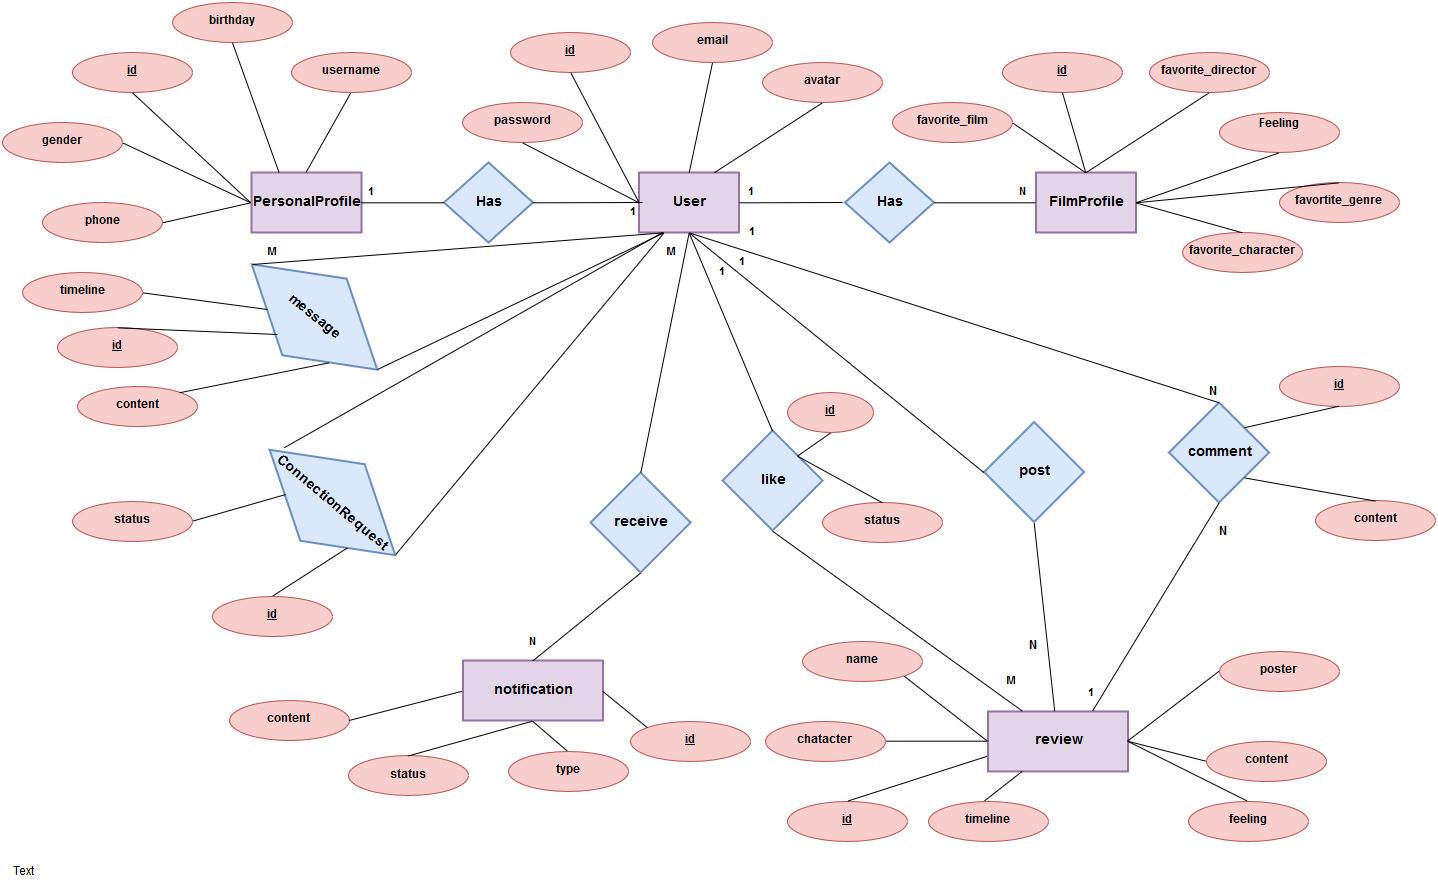 birthday
id
username
gender
phone
PersonalProfile
1
Has
id
email
avatar
password
User
1
1
Has
N
id
favorite_director
favorite_film
Feeling
favortite_genre
favorite_character
FilmProfile
M
M
1
1
1
timeline
message
id
content
ConnectionRequest
status
id
receive
N
notification
content
status
type
id
like
id
status
M
post
N
N
comment
id
content
N
1
review
name
chatacter
id
timeline
poster
content
feeling
Text